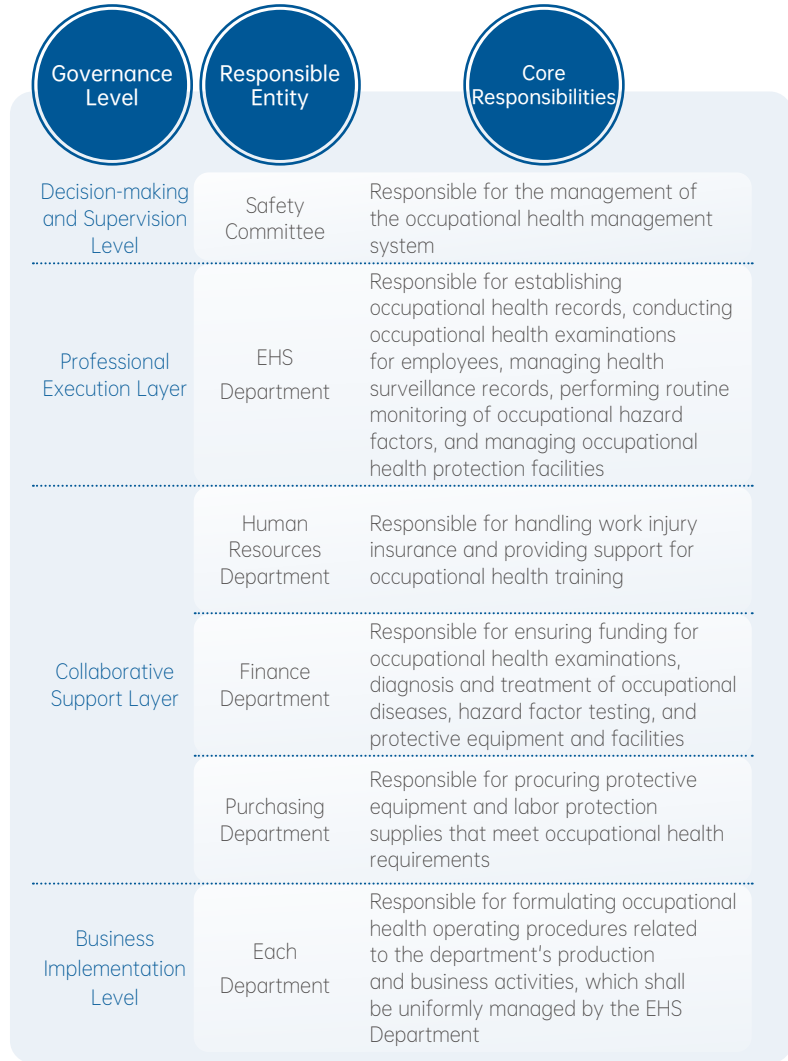 Governance
Level
Responsible
Entity
Core
Responsibilities
Decision-making
and Supervision
Level
Safety
Committee
Responsible for the management of
the occupational health management
system
Professional
Execution Layer
EHS
Department
Responsible for establishing
occupational health records, conducting
occupational health examinations
for employees, managing health
surveillance records, performing routine
monitoring of occupational hazard
factors, and managing occupational
health protection facilities
Collaborative
Support Layer
Human
Resources
Department
Responsible for handling work injury
insurance and providing support for
occupational health training
Finance
Department
Responsible for ensuring funding for
occupational health examinations,
diagnosis and treatment of occupational
diseases, hazard factor testing, and
protective equipment and facilities
Purchasing
Department
Responsible for procuring protective
equipment and labor protection
supplies that meet occupational health
requirements
Business
Implementation
Level
Each
Department
Responsible for formulating occupational
health operating procedures related
to the department's production
and business activities, which shall
be uniformly managed by the EHS
Department